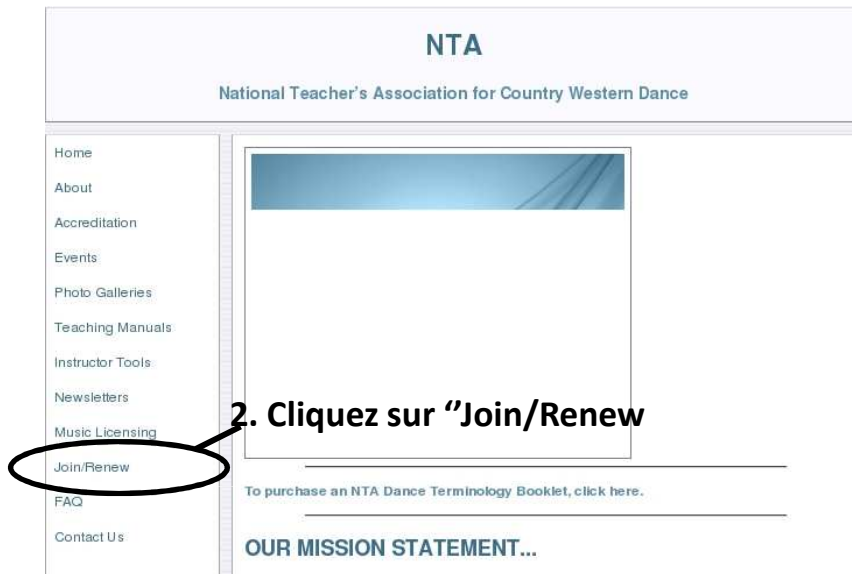 NTA
National Teacher's Association for Country Western Dance
Home
About
Accreditation
Events
Photo Galleries
Teaching Manuals
Instructor Tools
Newsletters
Music Licensing
Join/Renew
FAQ
Contact Us
2. Cliquez sur ‘’Join/Renew
To purchase an NTA Dance Terminology Booklet, click here.
OUR MISSION STATEMENT...